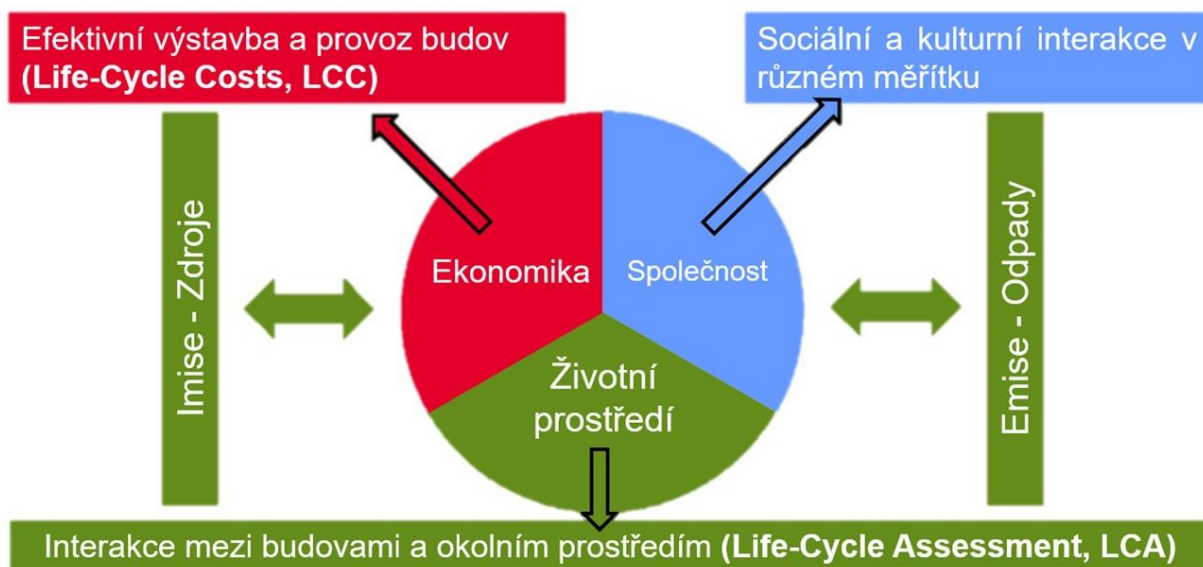 Efektivní výstavba a provoz budov
(Life-Cycle Costs, LCC)
Sociální a kulturní interakce v
různém měřítku
Imise - Zdroje
Ekonomika
Společnost
Životní
prostředí
Emise - Odpady
Interakce mezi budovami a okolním prostředím (Life-Cycle Assessment, LCA)